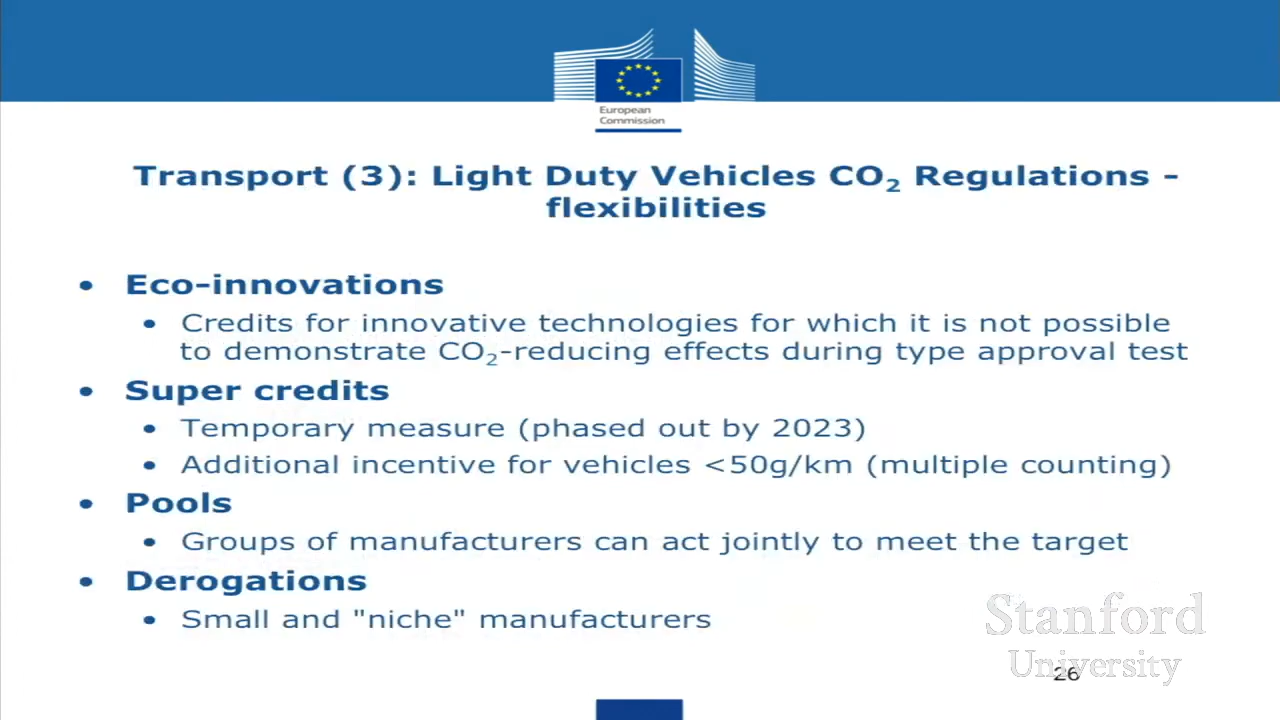 European
Commission
Transport (3): Light Duty Vehicles CO₂ Regulations -
flexibilities
• Eco-innovations
• Credits for innovative technologies for which it is not possible
to demonstrate CO₂-reducing effects during type approval test
• Super credits
• Temporary measure (phased out by 2023)
• Additional incentive for vehicles <50g/km (multiple counting)
• Pools
• Groups of manufacturers can act jointly to meet the target
• Derogations
• Small and "niche" manufacturers
Stanford
University
26